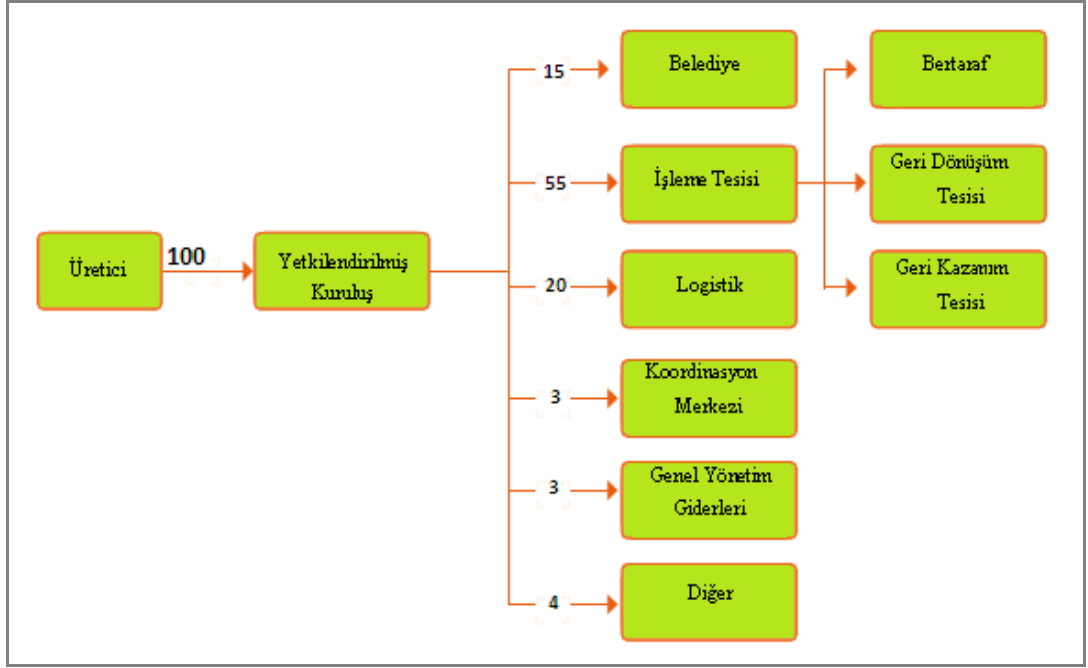 Üretici
100
Yetkilendirilmiş
Kuruluş
15
Belediye
55
İşleme Tesisi
20
Logistik
3
Koordinasyon
Merkezi
3
Genel Yönetim
Giderleri
4
Diğer
Bertaraf
Geri Dönüşüm
Tesisi
Geri Kazanım
Tesisi